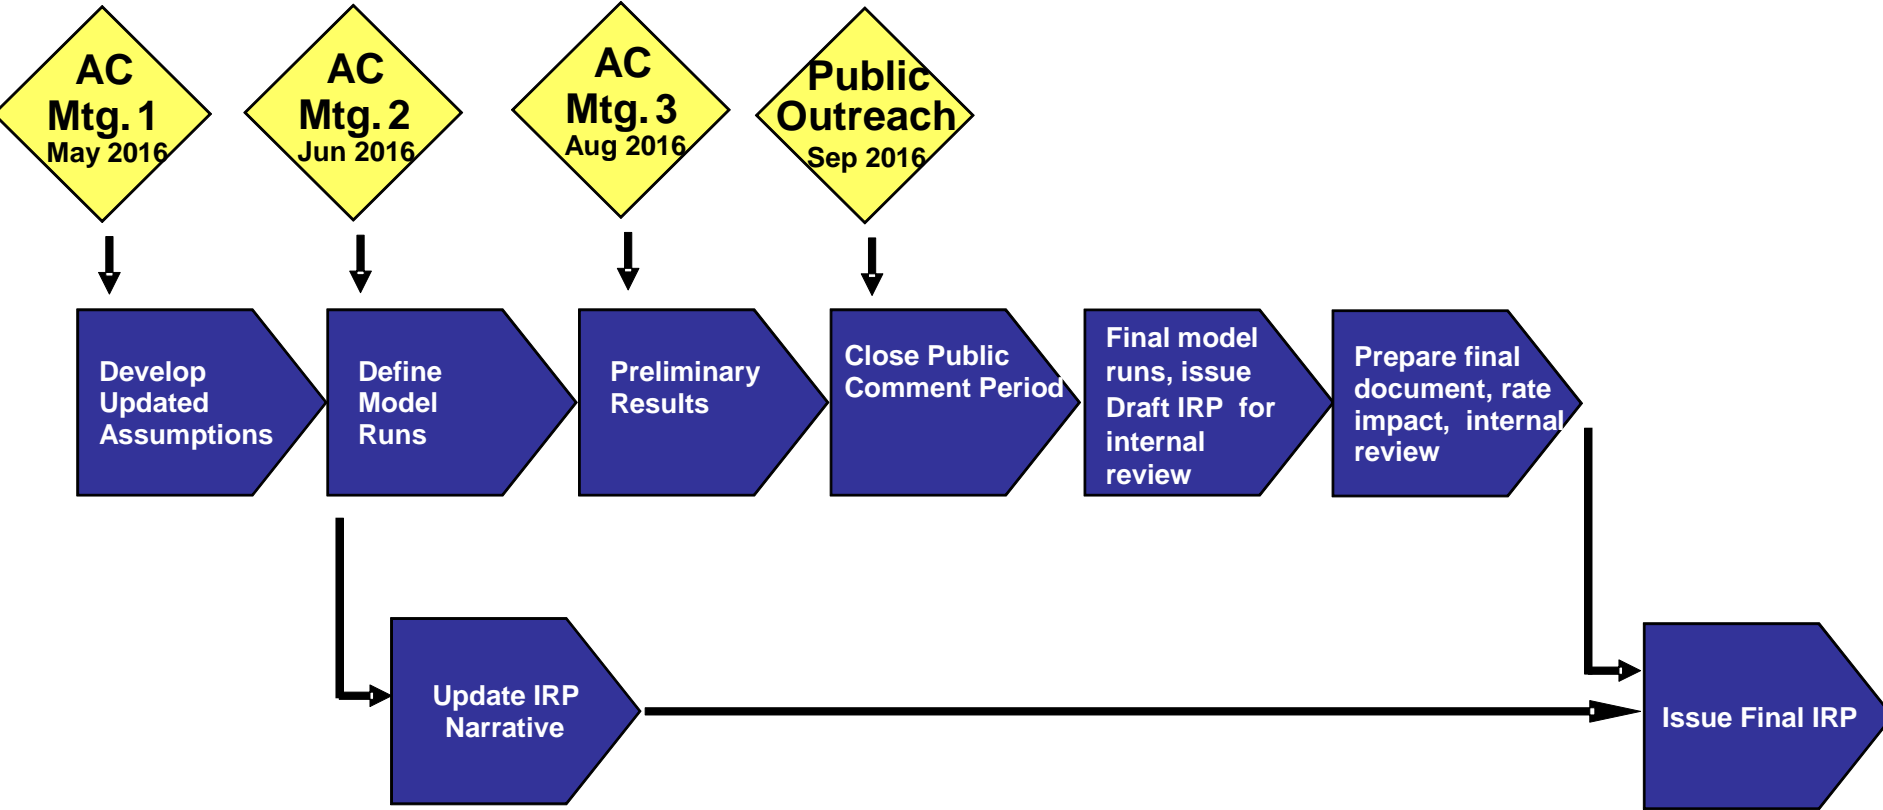 AC
Mtg. 1
May 2016
AC
Mtg. 2
Jun 2016
AC
Mtg. 3
Aug 2016
Public
Outreach
Sep 2016
Develop
Updated
Assumptions
Define
Model
Runs
Preliminary
Results
Close Public
Comment Period
Final model
runs, issue
Draft IRP for
internal
review
Prepare final
document, rate
impact, internal
review
Update IRP
Narrative
Issue Final IRP